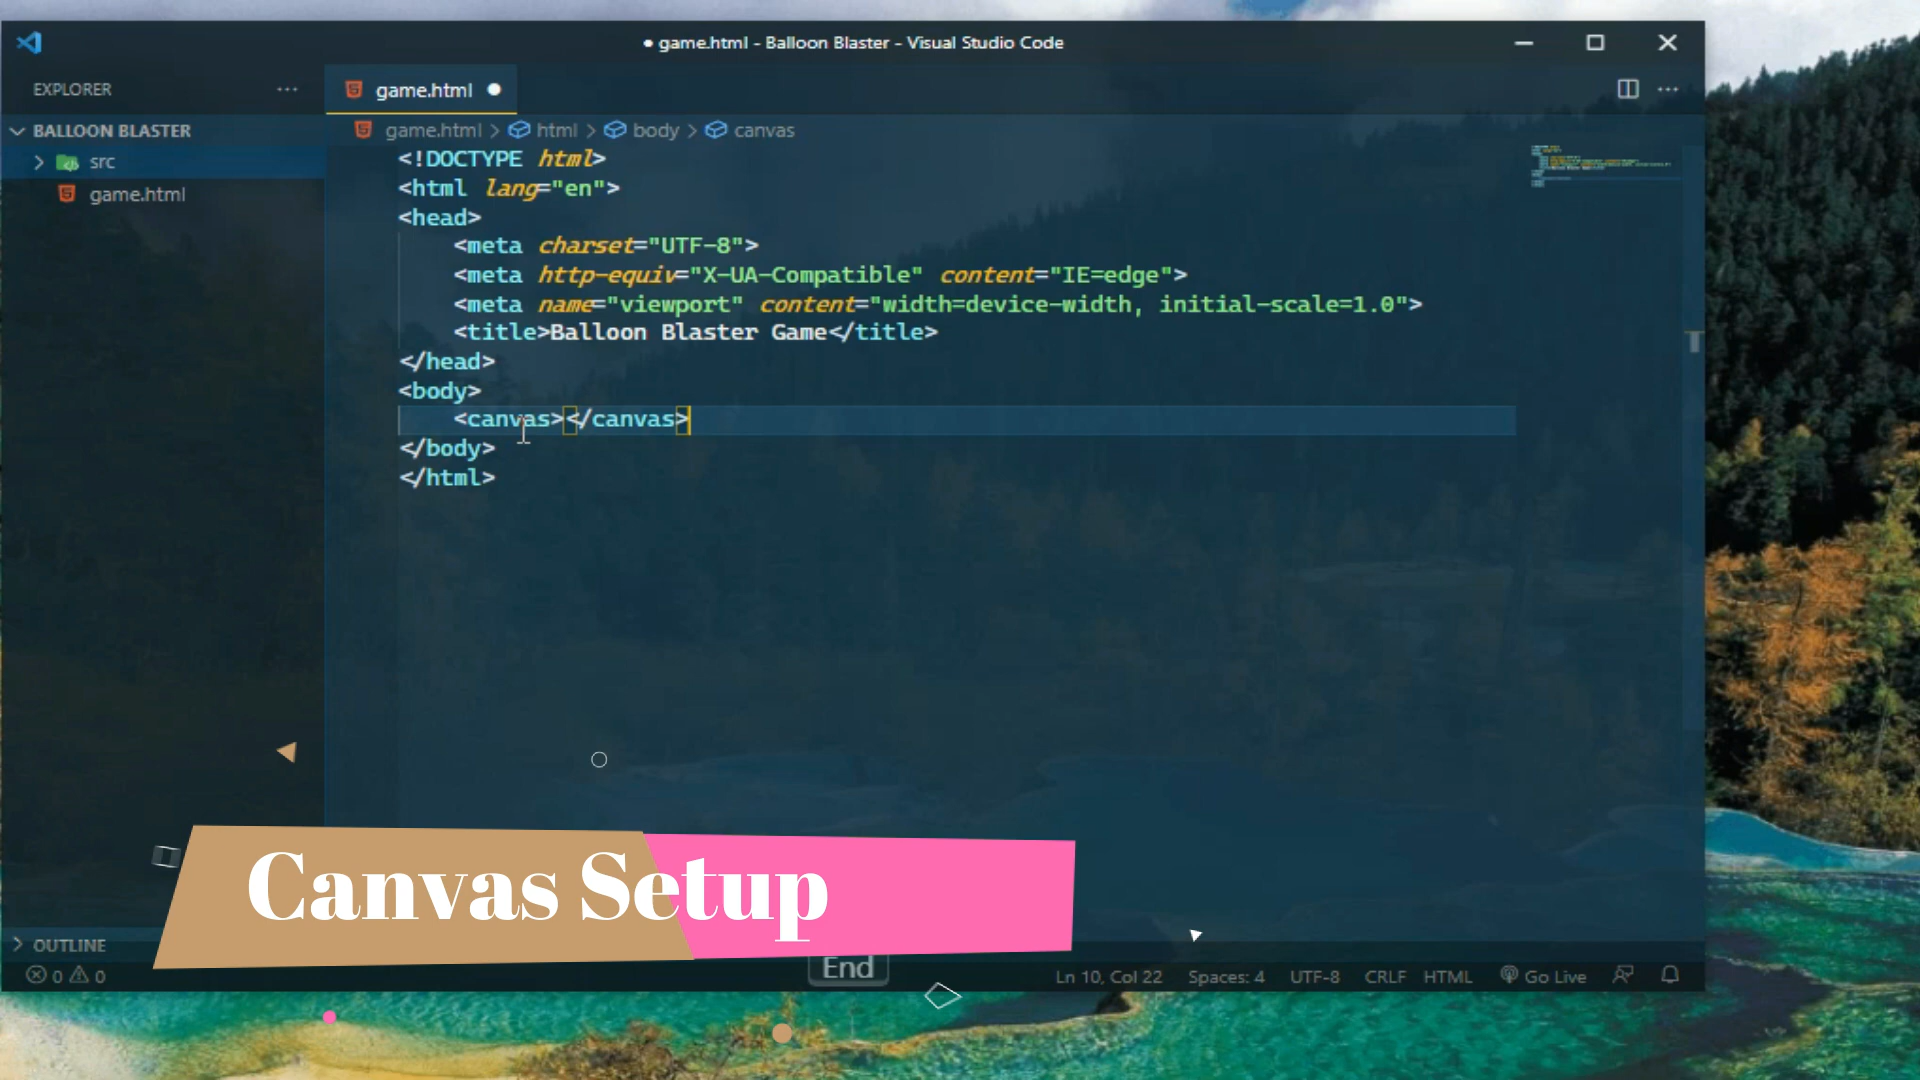 game.html - Balloon Blaster - Visual Studio Code
EXPLORER
game.html
BALLOON BLASTER
game.html > html > body > canvas
src
game.html
<!DOCTYPE html>
<html lang="en">
<head>
<meta charset="UTF-8">
<meta http-equiv="X-UA-Compatible" content="IE=edge">
<meta name="viewport" content="width=device-width, initial-scale=1.0">
<title>Balloon Blaster Game</title>
</head>
<body>
<canvas></canvas>
</body>
</html>
T
Canvas Setup
OUTLINE
End
0 0
Ln 10, Col 22 Spaces: 4 UTF-8 CRLF HTML Go Live